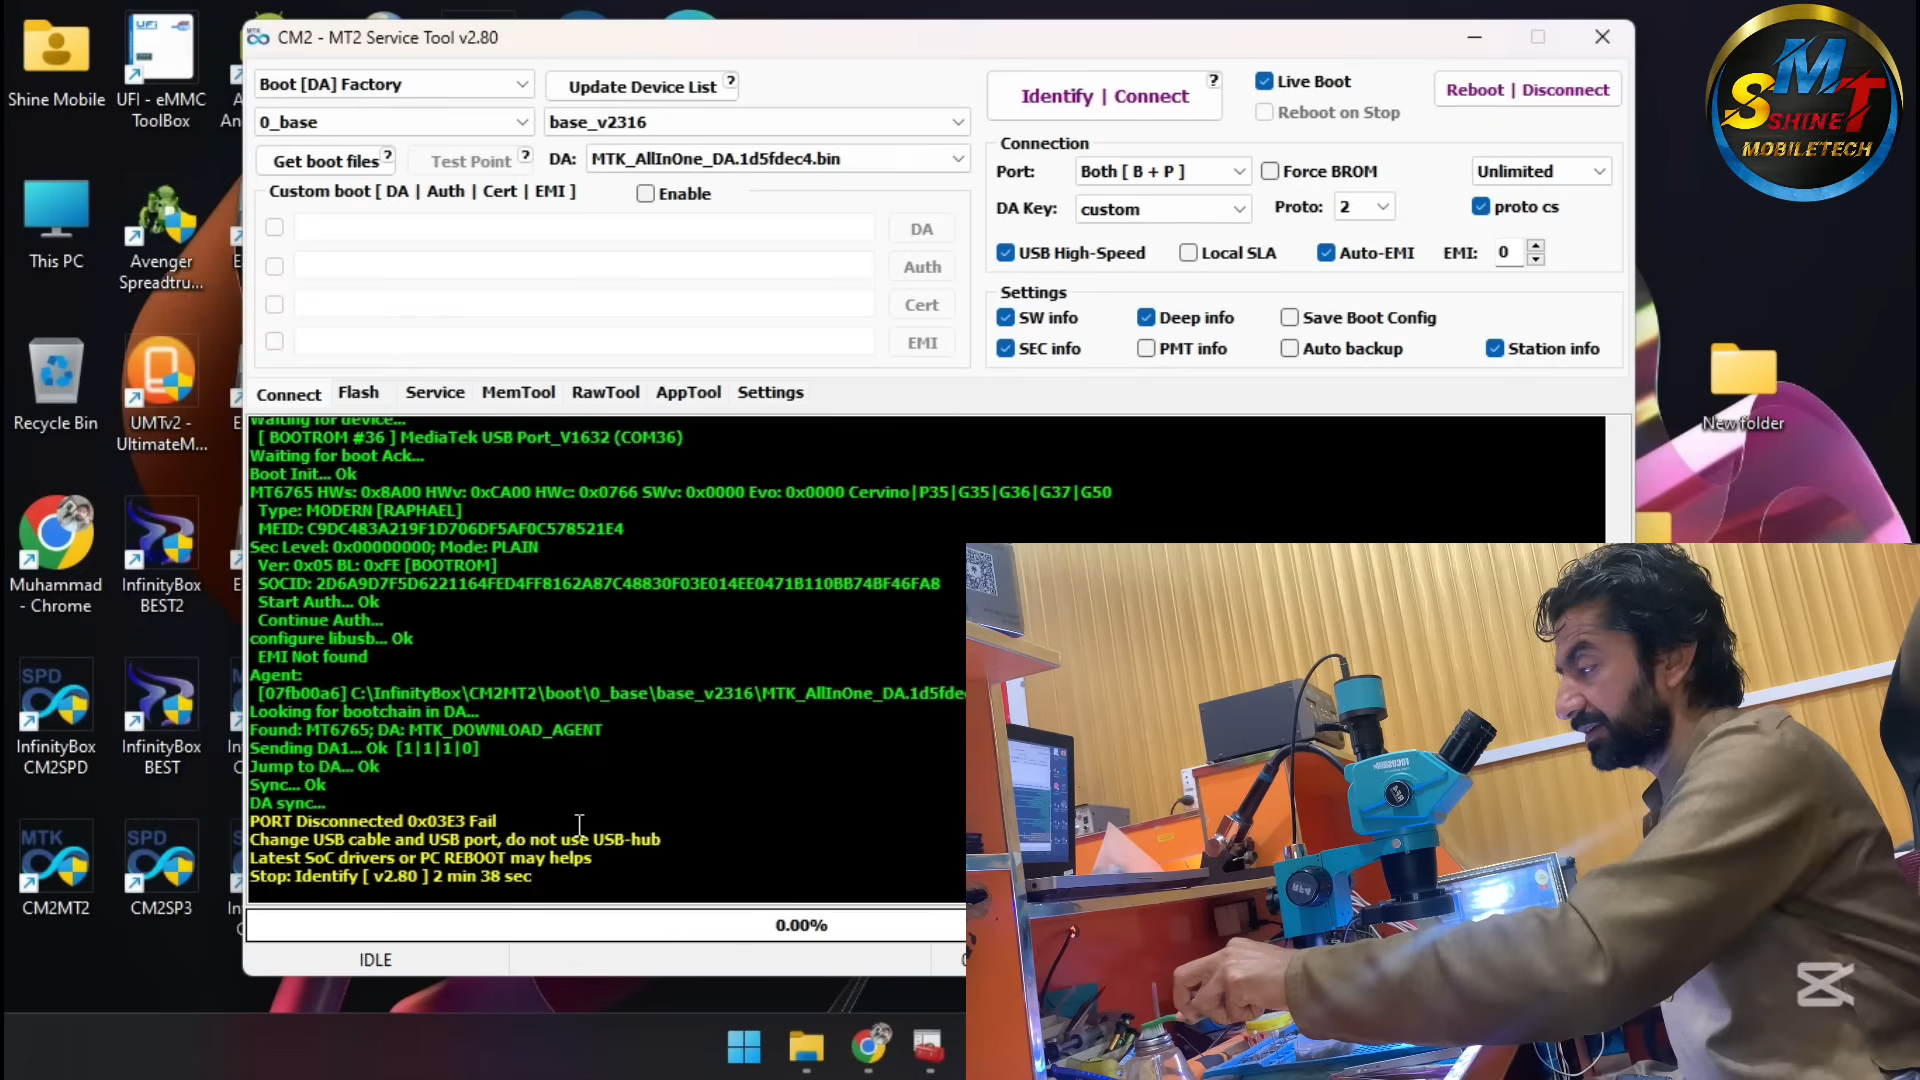 CM2 - MT2 Service Tool v2.80
Boot [DA] Factory
Update Device List
?
Identify | Connect
?
Live Boot
Reboot on Stop
Reboot | Disconnect
0_base
base_v2316
Get boot files
?
Test Point
?
DA:
MTK_AllInOne_DA.1d5fdec4.bin
Custom boot [ DA | Auth | Cert | EMI ]
Enable
DA
Auth
Cert
EMI
Connection
Port:
Both [ B + P ]
Force BROM
Unlimited
DA Key:
custom
Proto:
2
proto cs
USB High-Speed
Local SLA
Auto-EMI
EMI:
0
Settings
SW info
Deep info
Save Boot Config
SEC info
PMT info
Auto backup
Station info
Connect
Flash
Service
MemTool
RawTool
AppTool
Settings
Waiting for device...
[ BOOTROM #36 ] MediaTek USB Port_V1632 (COM36)
Waiting for boot Ack...
Boot Init... Ok
MT6765 HWs: 0x8A00 HWv: 0xCA00 HWc: 0x0766 SWv: 0x0000 Evo: 0x0000 Cervino|P35|G35|G36|G37|G50
Type: MODERN [RAPHAEL]
MEID: C9DC483A219F1D706DF5AF0C578521E4
Sec Level: 0x00000000; Mode: PLAIN
Ver: 0x05 BL: 0xFE [BOOTROM]
SOCID: 2D6A9D7F5D6221164FED4FF8162A87C48830F03E014EE0471B110BB74BF46FA8
Start Auth... Ok
Continue Auth...
configure libusb... Ok
EMI Not found
Agent:
[07fb00a6] C:\InfinityBox\CM2MT2\boot\0_base\base_v2316\MTK_AllInOne_DA.1d5fdec
Looking for bootchain in DA...
Found: MT6765; DA: MTK_DOWNLOAD_AGENT
Sending DA1... Ok [1|1|1|0]
Jump to DA... Ok
Sync... Ok
DA sync...
PORT Disconnected 0x03E3 Fail
Change USB cable and USB port, do not use USB-hub
Latest SoC drivers or PC REBOOT may helps
Stop: Identify [ v2.80 ] 2 min 38 sec
0.00%
IDLE
Shine Mobile
UFI - eMMC
ToolBox
This PC
Avenger
Spreadtru...
Recycle Bin
UMTv2 -
UltimateM...
Muhammad
- Chrome
InfinityBox
BEST2
SPD
InfinityBox
CM2SPD
InfinityBox
BEST
MTK
CM2MT2
SPD
CM2SP3
New folder
SMT
SHINE
MOBILETECH